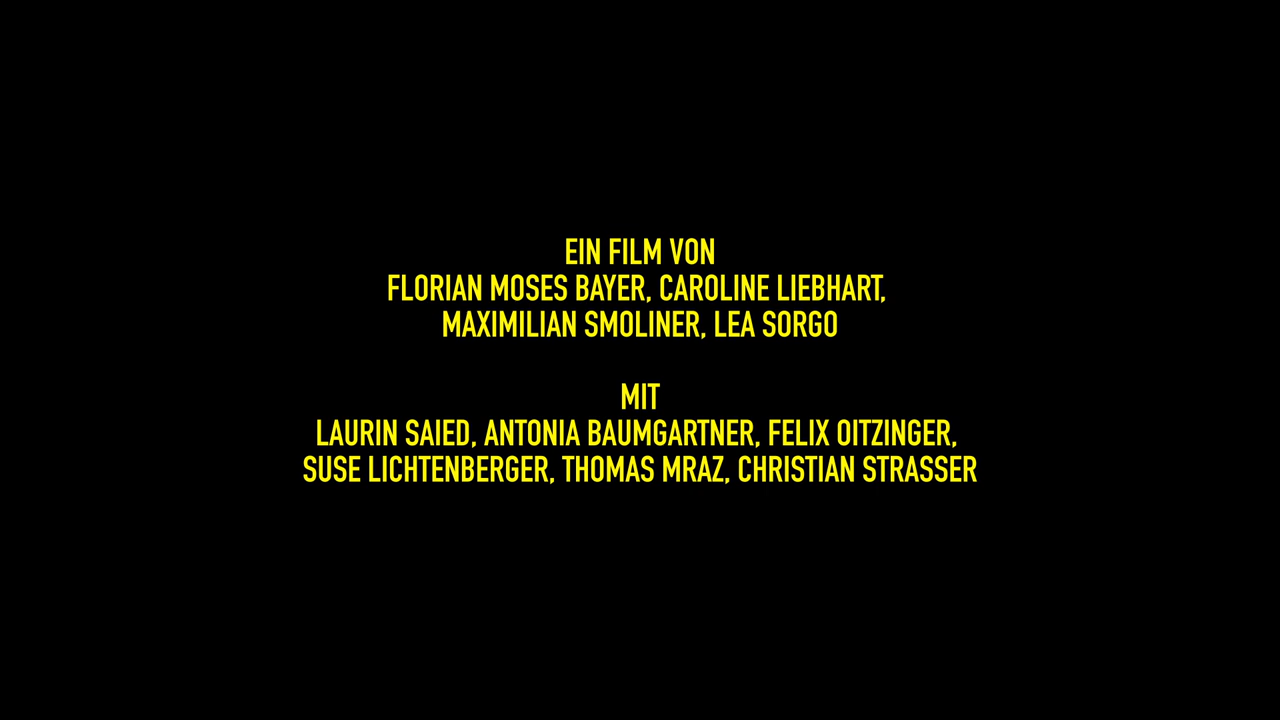 EIN FILM VON
FLORIAN MOSES BAYER, CAROLINE LIEBHART,
MAXIMILIAN SMOLINER, LEA SORGO
MIT
LAURIN SAIED, ANTONIA BAUMGARTNER, FELIX OITZINGER,
SUSE LICHTENBERGER, THOMAS MRAZ, CHRISTIAN STRASSER